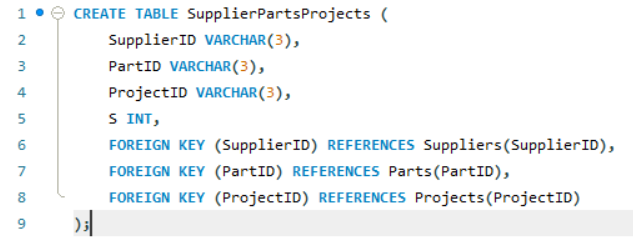 1 CREATE TABLE SupplierPartsProjects (
2 SupplierID VARCHAR(3),
3 PartID VARCHAR(3),
4 ProjectID VARCHAR(3),
5 S INT,
6 FOREIGN KEY (SupplierID) REFERENCES Suppliers(SupplierID),
7 FOREIGN KEY (PartID) REFERENCES Parts(PartID),
8 FOREIGN KEY (ProjectID) REFERENCES Projects(ProjectID)
9 );